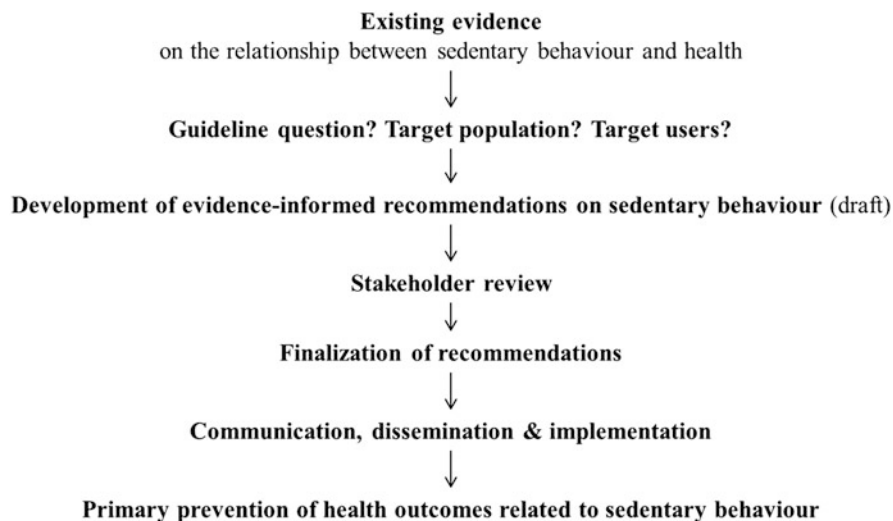 Existing evidence
on the relationship between sedentary behaviour and health
Guideline question? Target population? Target users?
Development of evidence-informed recommendations on sedentary behaviour (draft)
Stakeholder review
Finalization of recommendations
Communication, dissemination & implementation
Primary prevention of health outcomes related to sedentary behaviour